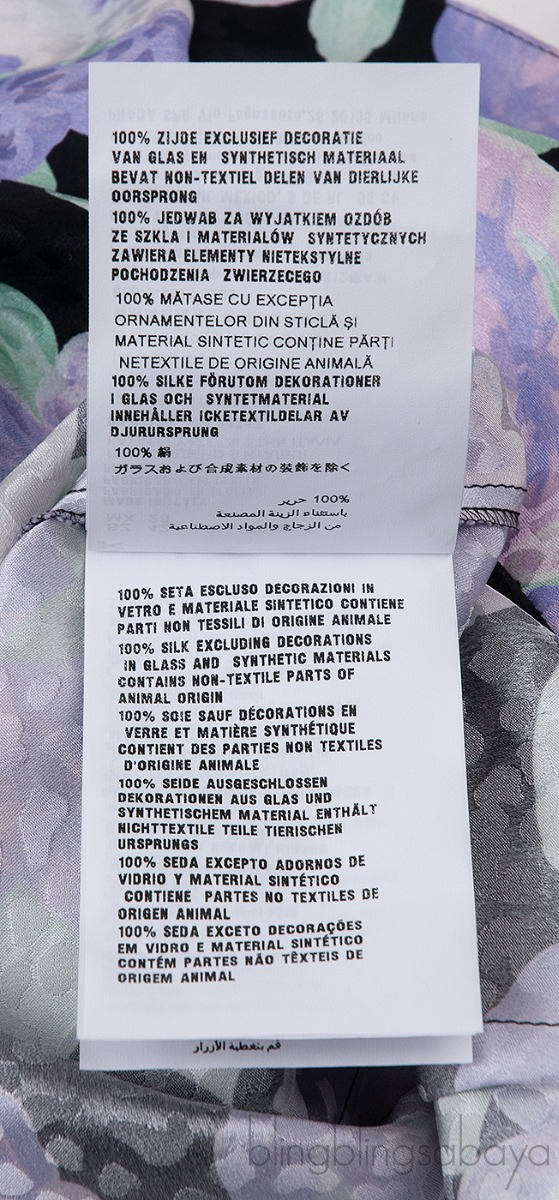 100% ZIJDE EXCLUSIEF DECORATIE
VAN GLAS EN SYNTHETISCH MATERIAAL
BEVAT NON-TEXTIEL DELEN VAN DIERLIJKE
OORSPRONG
100% JEDWAB ZA WYJATKIEM OZDÓB
ZE SZKLA I MATERIALÓW SYNTETYCZNYCH
ZAWIERA ELEMENTY NIETEKSTYLNE
POCHODZENIA ZWIERZECEGO
100% MĂTASE CU EXCEPŢIA
ORNAMENTELOR DIN STICLĂ ŞI
MATERIAL SINTETIC CONŢINE PĂRŢI
NETEXTILE DE ORIGINE ANIMALĂ
100% SILKE FÖRUTOM DEKORATIONER
I GLAS OCH SYNTETMATERIAL
INNEHÅLLER ICKETEXTILDELAR AV
DJURURSPRUNG
100% 絹
ガラスおよび合成素材の装飾を除く
100% حرير
باستثناء الزينة المصنعة
من الزجاج والمواد الاصطناعية
100% SETA ESCLUSO DECORAZIONI IN
VETRO E MATERIALE SINTETICO CONTIENE
PARTI NON TESSILI DI ORIGINE ANIMALE
100% SILK EXCLUDING DECORATIONS
IN GLASS AND SYNTHETIC MATERIALS
CONTAINS NON-TEXTILE PARTS OF
ANIMAL ORIGIN
100% SOIE SAUF DÉCORATIONS EN
VERRE ET MATIÈRE SYNTHÉTIQUE
CONTIENT DES PARTIES NON TEXTILES
D'ORIGINE ANIMALE
100% SEIDE AUSGESCHLOSSEN
DEKORATIONEN AUS GLAS UND
SYNTHETISCHEM MATERIAL ENTHÄLT
NICHTTEXTILE TEILE TIERISCHEN
URSPRUNGS
100% SEDA EXCEPTO ADORNOS DE
VIDRIO Y MATERIAL SINTÉTICO
CONTIENE PARTES NO TEXTILES DE
ORIGEN ANIMAL
100% SEDA EXCETO DECORAÇÕES
EM VIDRO E MATERIAL SINTÉTICO
CONTÉM PARTES NÃO TÊXTEIS DE
ORIGEM ANIMAL
قم بتغطية الأزرار
blingblingsabaya